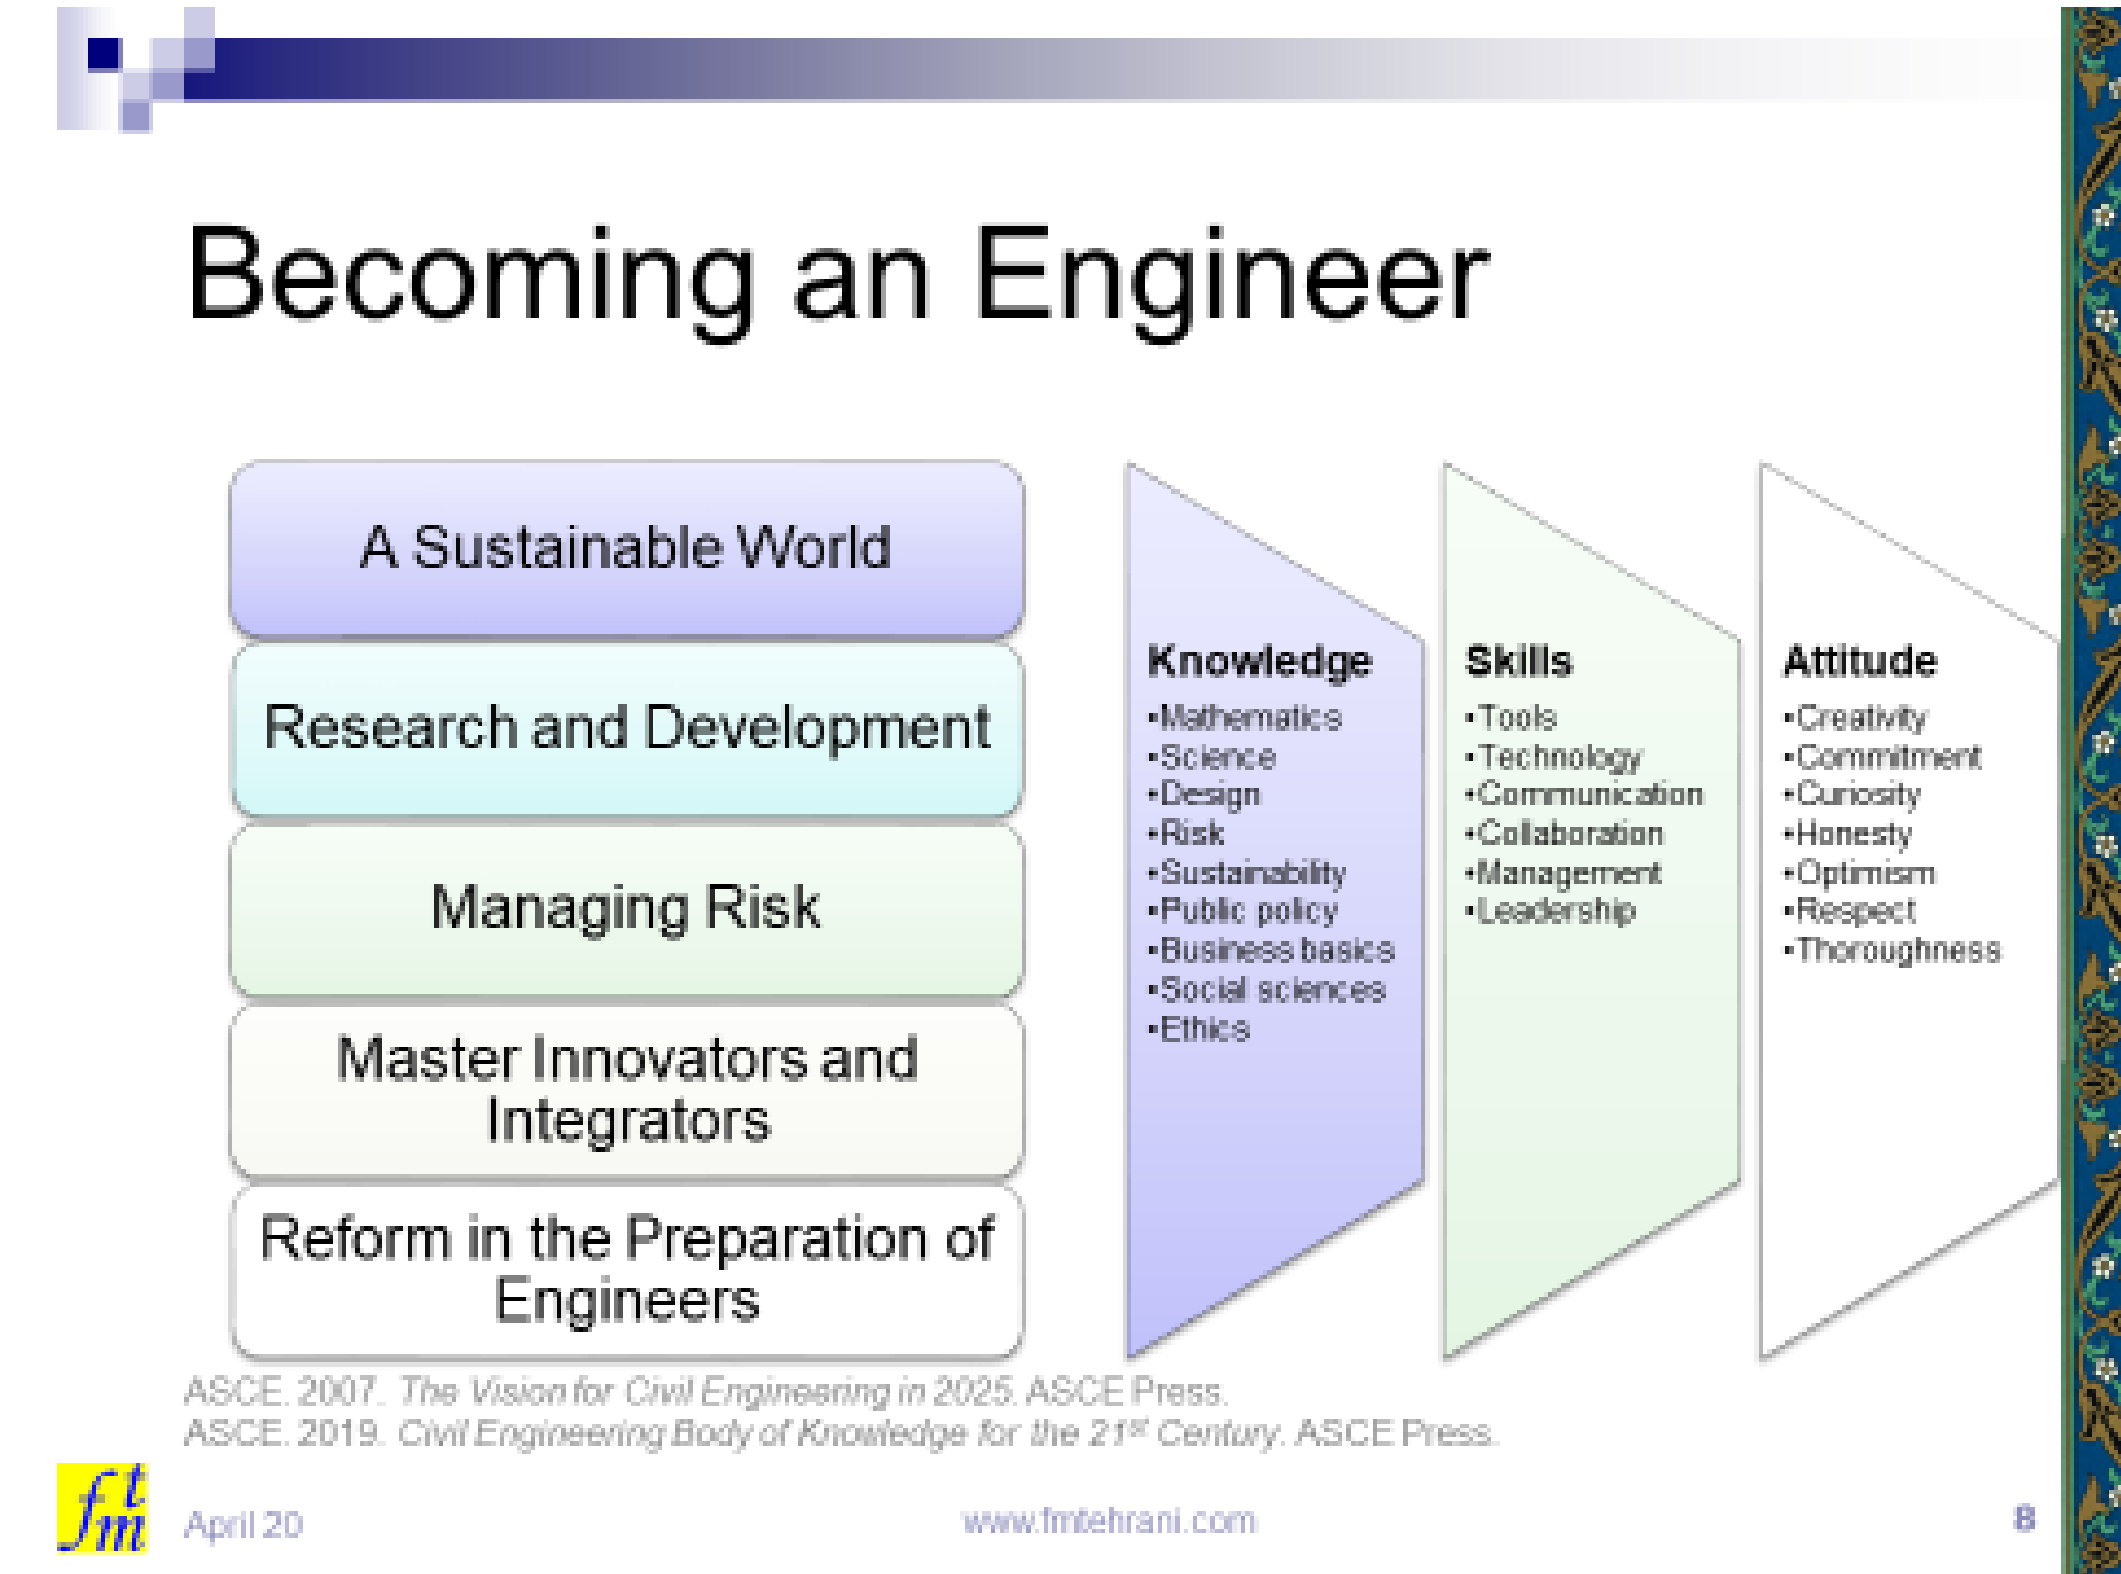 Becoming an Engineer
A Sustainable World
Research and Development
Managing Risk
Master Innovators and
Integrators
Reform in the Preparation of
Engineers
Knowledge
•Mathematics
•Science
•Design
•Risk
•Sustainability
•Public policy
•Business basics
•Social sciences
•Ethics
Skills
•Tools
•Technology
•Communication
•Collaboration
•Management
•Leadership
Attitude
•Creativity
•Commitment
•Curiosity
•Honesty
•Optimism
•Respect
•Thoroughness
ASCE. 2007. The Vision for Civil Engineering in 2025. ASCE Press.
ASCE. 2019. Civil Engineering Body of Knowledge for the 21st Century. ASCE Press.
ftm
April 20
www.fmtehrani.com
8